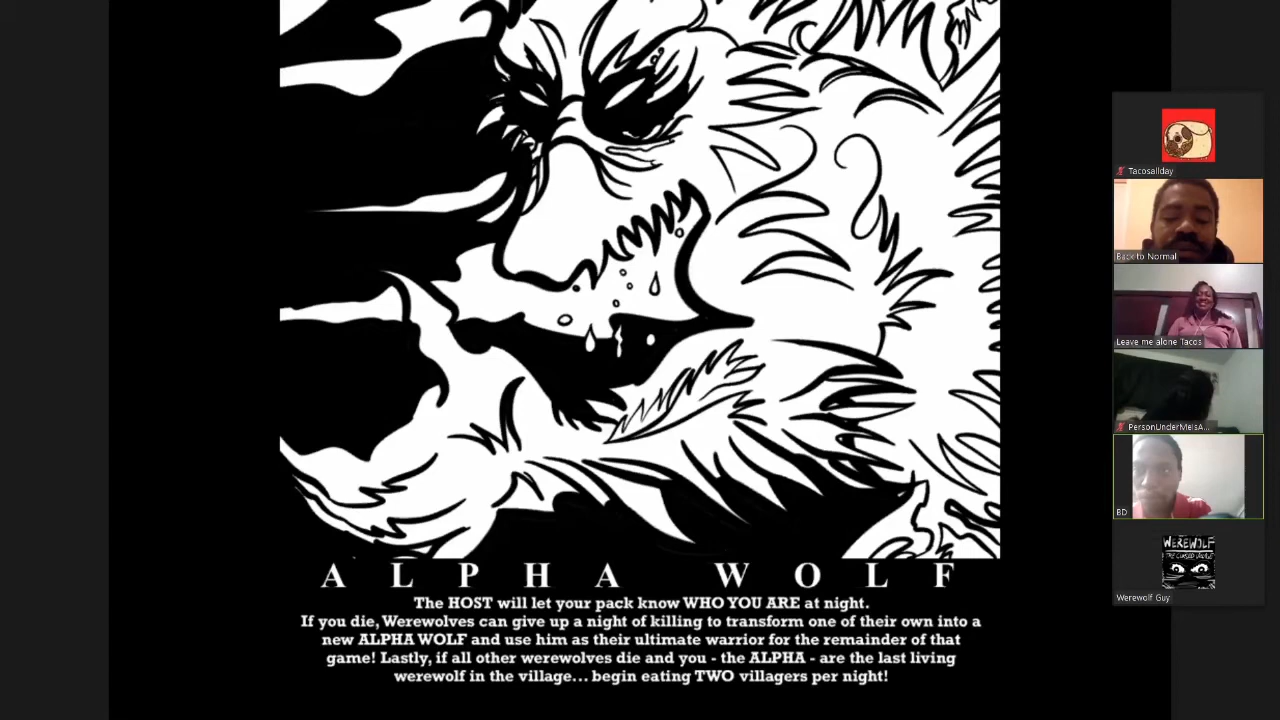 A L P H A W O L F
The HOST will let your pack know WHO YOU ARE at night.
If you die, Werewolves can give up a night of killing to transform one of their own into a
new ALPHA WOLF and use him as their ultimate warrior for the remainder of that
game! Lastly, if all other werewolves die and you - the ALPHA - are the last living
werewolf in the village... begin eating TWO villagers per night!
Tacosallday
Back to Normal
Leave me alone Tacos
PersonUnderMeIsA...
BD
WEREWOLF
THE CURSED VILLAGE
Werewolf Guy